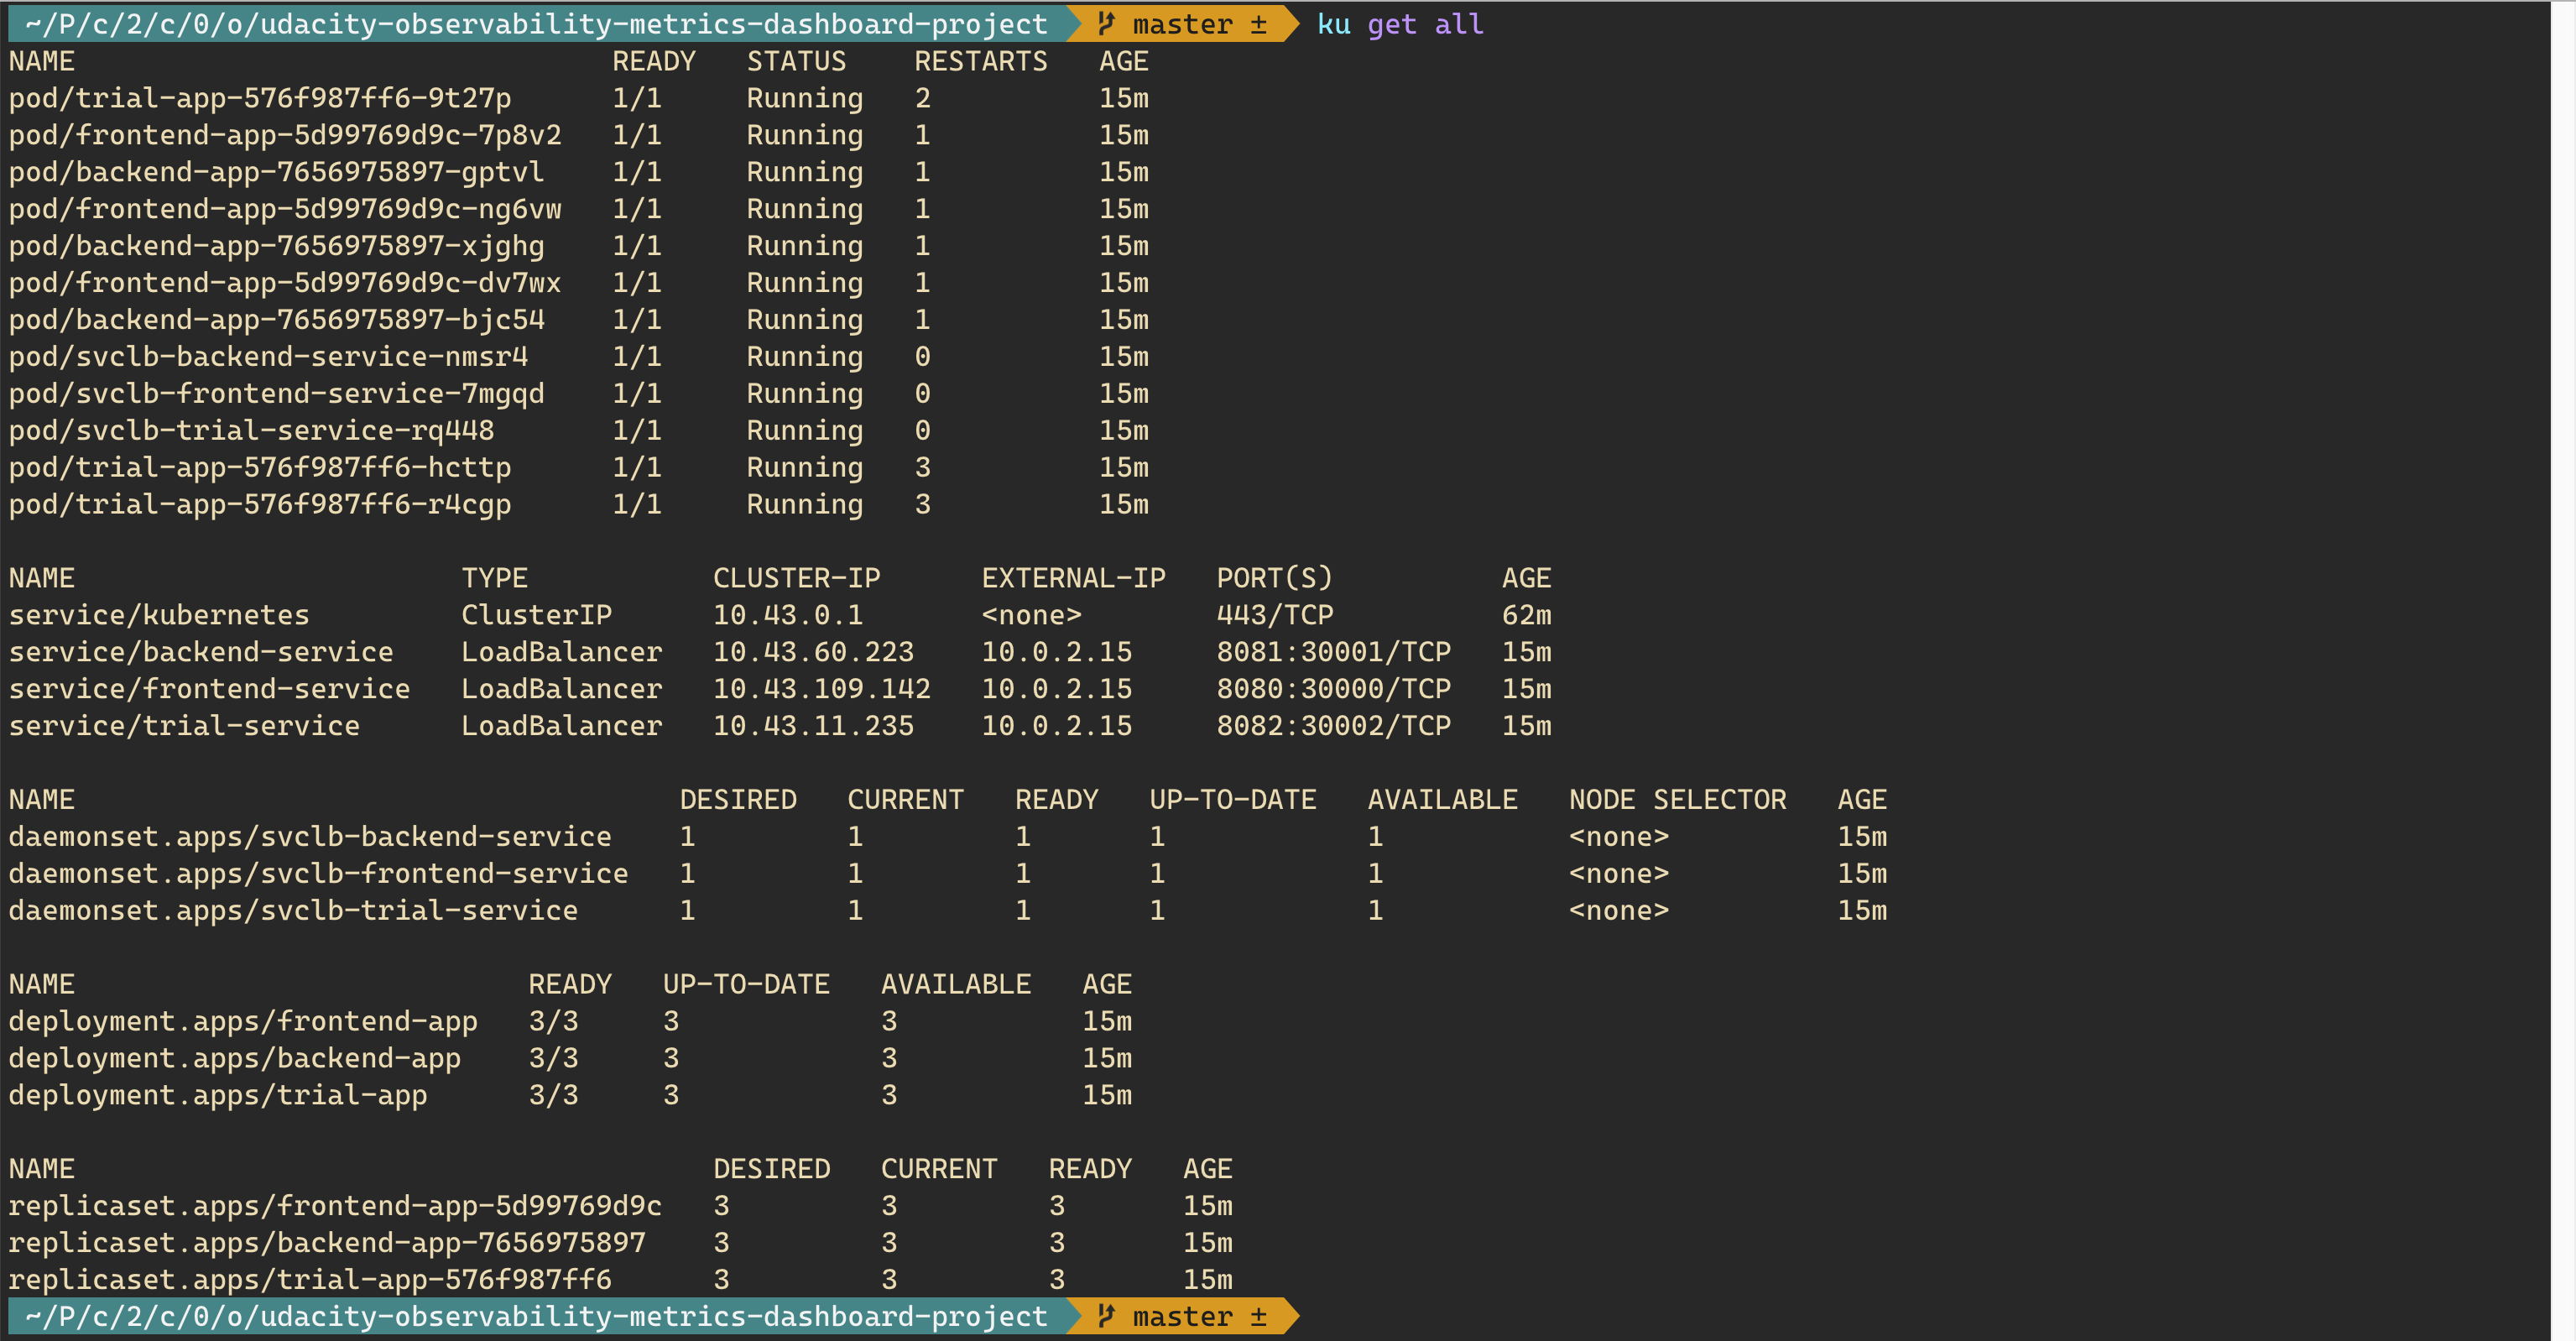 ~/P/c/2/c/0/o/udacity-observability-metrics-dashboard-project master ± ku get all
NAME READY STATUS RESTARTS AGE
pod/trial-app-576f987ff6-9t27p 1/1 Running 2 15m
pod/frontend-app-5d99769d9c-7p8v2 1/1 Running 1 15m
pod/backend-app-7656975897-gptvl 1/1 Running 1 15m
pod/frontend-app-5d99769d9c-ng6vw 1/1 Running 1 15m
pod/backend-app-7656975897-xjghg 1/1 Running 1 15m
pod/frontend-app-5d99769d9c-dv7wx 1/1 Running 1 15m
pod/backend-app-7656975897-bjc54 1/1 Running 1 15m
pod/svclb-backend-service-nmsr4 1/1 Running 0 15m
pod/svclb-frontend-service-7mgqd 1/1 Running 0 15m
pod/svclb-trial-service-rq448 1/1 Running 0 15m
pod/trial-app-576f987ff6-hcttp 1/1 Running 3 15m
pod/trial-app-576f987ff6-r4cgp 1/1 Running 3 15m
NAME TYPE CLUSTER-IP EXTERNAL-IP PORT(S) AGE
service/kubernetes ClusterIP 10.43.0.1 <none> 443/TCP 62m
service/backend-service LoadBalancer 10.43.60.223 10.0.2.15 8081:30001/TCP 15m
service/frontend-service LoadBalancer 10.43.109.142 10.0.2.15 8080:30000/TCP 15m
service/trial-service LoadBalancer 10.43.11.235 10.0.2.15 8082:30002/TCP 15m
NAME DESIRED CURRENT READY UP-TO-DATE AVAILABLE NODE SELECTOR AGE
daemonset.apps/svclb-backend-service 1 1 1 1 1 <none> 15m
daemonset.apps/svclb-frontend-service 1 1 1 1 1 <none> 15m
daemonset.apps/svclb-trial-service 1 1 1 1 1 <none> 15m
NAME READY UP-TO-DATE AVAILABLE AGE
deployment.apps/frontend-app 3/3 3 3 15m
deployment.apps/backend-app 3/3 3 3 15m
deployment.apps/trial-app 3/3 3 3 15m
NAME DESIRED CURRENT READY AGE
replicaset.apps/frontend-app-5d99769d9c 3 3 3 15m
replicaset.apps/backend-app-7656975897 3 3 3 15m
replicaset.apps/trial-app-576f987ff6 3 3 3 15m
~/P/c/2/c/0/o/udacity-observability-metrics-dashboard-project master ±